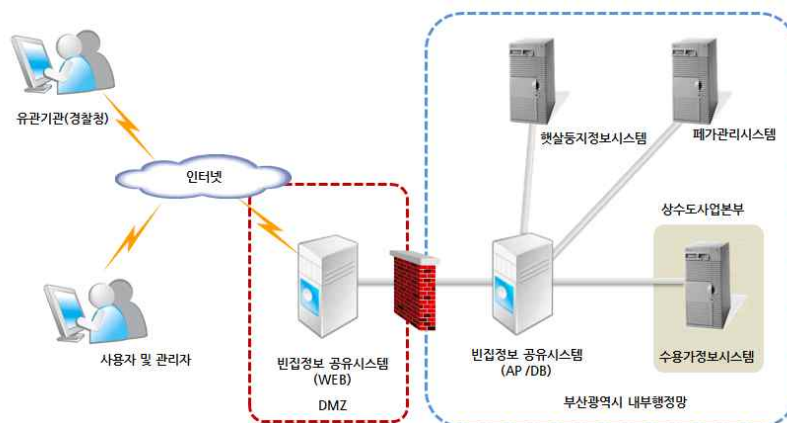 유관기관(경찰청)
인터넷
사용자 및 관리자
빈집정보 공유시스템
(WEB)
DMZ
햇살둥지정보시스템
폐가관리시스템
상수도사업본부
빈집정보 공유시스템
(AP /DB)
수용가정보시스템
부산광역시 내부행정망